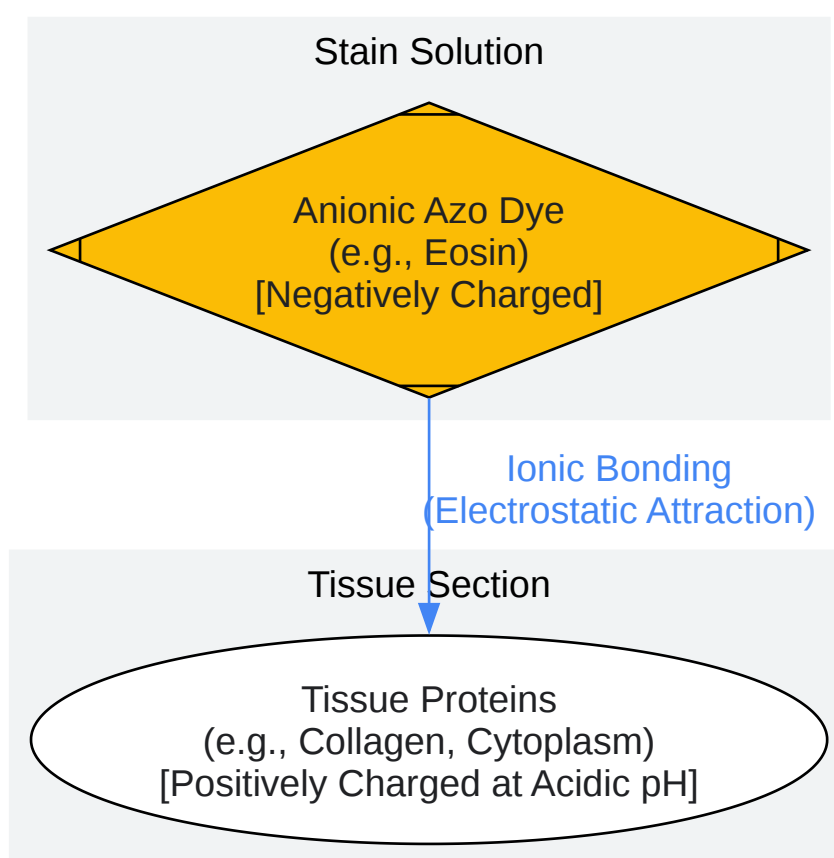 Stain Solution
Anionic Azo Dye
(e.g., Eosin)
[Negatively Charged]
Ionic Bonding
(Electrostatic Attraction)
Tissue Section
Tissue Proteins
(e.g., Collagen, Cytoplasm)
[Positively Charged at Acidic pH]